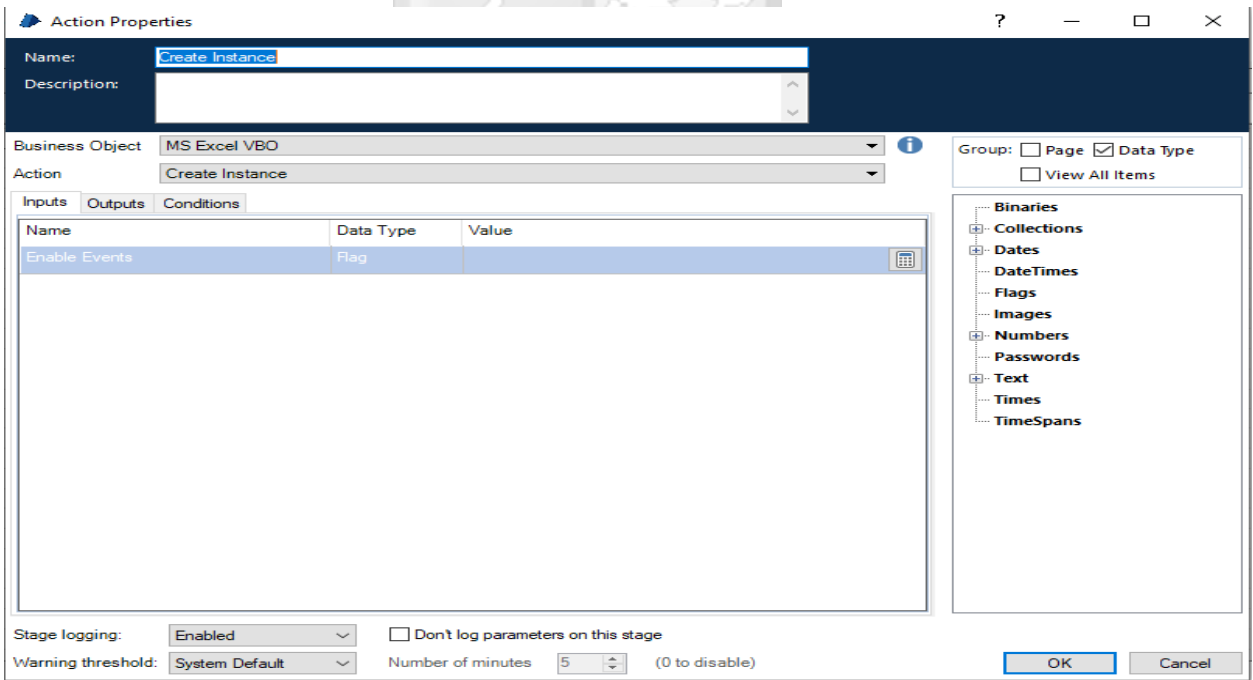 Action Properties
?
Name: Create Instance
Description:
Business Object MS Excel VBO
Group: Page Data Type
Action Create Instance
View All Items
Inputs Outputs Conditions
Name Data Type Value
Enable Events Flag
Binaries
Collections
Dates
DateTimes
Flags
Images
Numbers
Passwords
Text
Times
TimeSpans
Stage logging: Enabled Don't log parameters on this stage
Warning threshold: System Default Number of minutes 5 (0 to disable)
OK Cancel